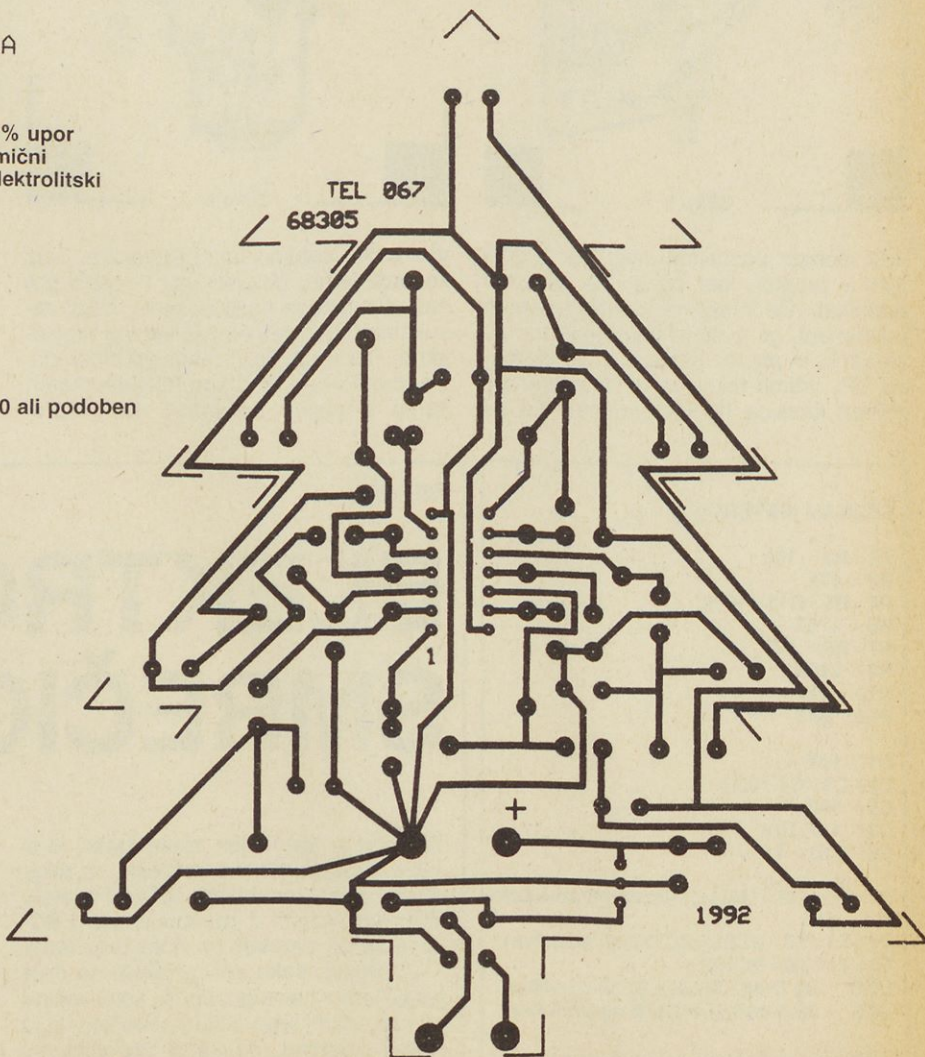 A
% upor
mični
lektrolitski
TEL 067
68305
0 ali podoben
1
+
1992